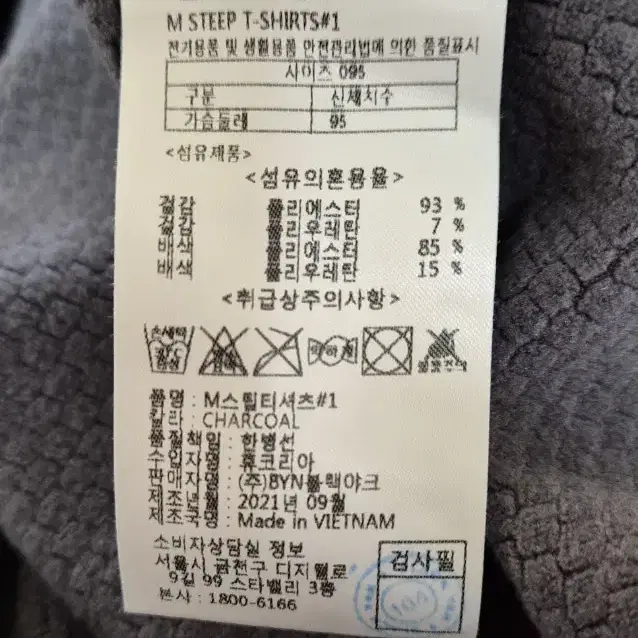 M STEEP T-SHIRTS#1
전기용품 및 생활용품 안전관리법에 의한 품질표시
사이즈 095
구분 신체치수
가슴둘레 95
<섬유제품>
<섬유의혼용율>
겉감 폴리에스터 93 %
겉감 폴리우레탄 7 %
배색 폴리에스터 85 %
배색 폴리우레탄 15 %
<취급상주의사항>
손세탁
약하게
품명 : M스팁티셔츠#1
칼라 : CHARCOAL
품질책임 : 한병선
수입자명 : 휴코리아
판매자명 : (주)BYN블랙야크
제조년월 : 2021년 09월
제조국명 : Made in VIETNAM
소비자상담실 정보
서울시 금천구 디지털로
9길 99 스타밸리 3층
본사 : 1800-6166
검사필